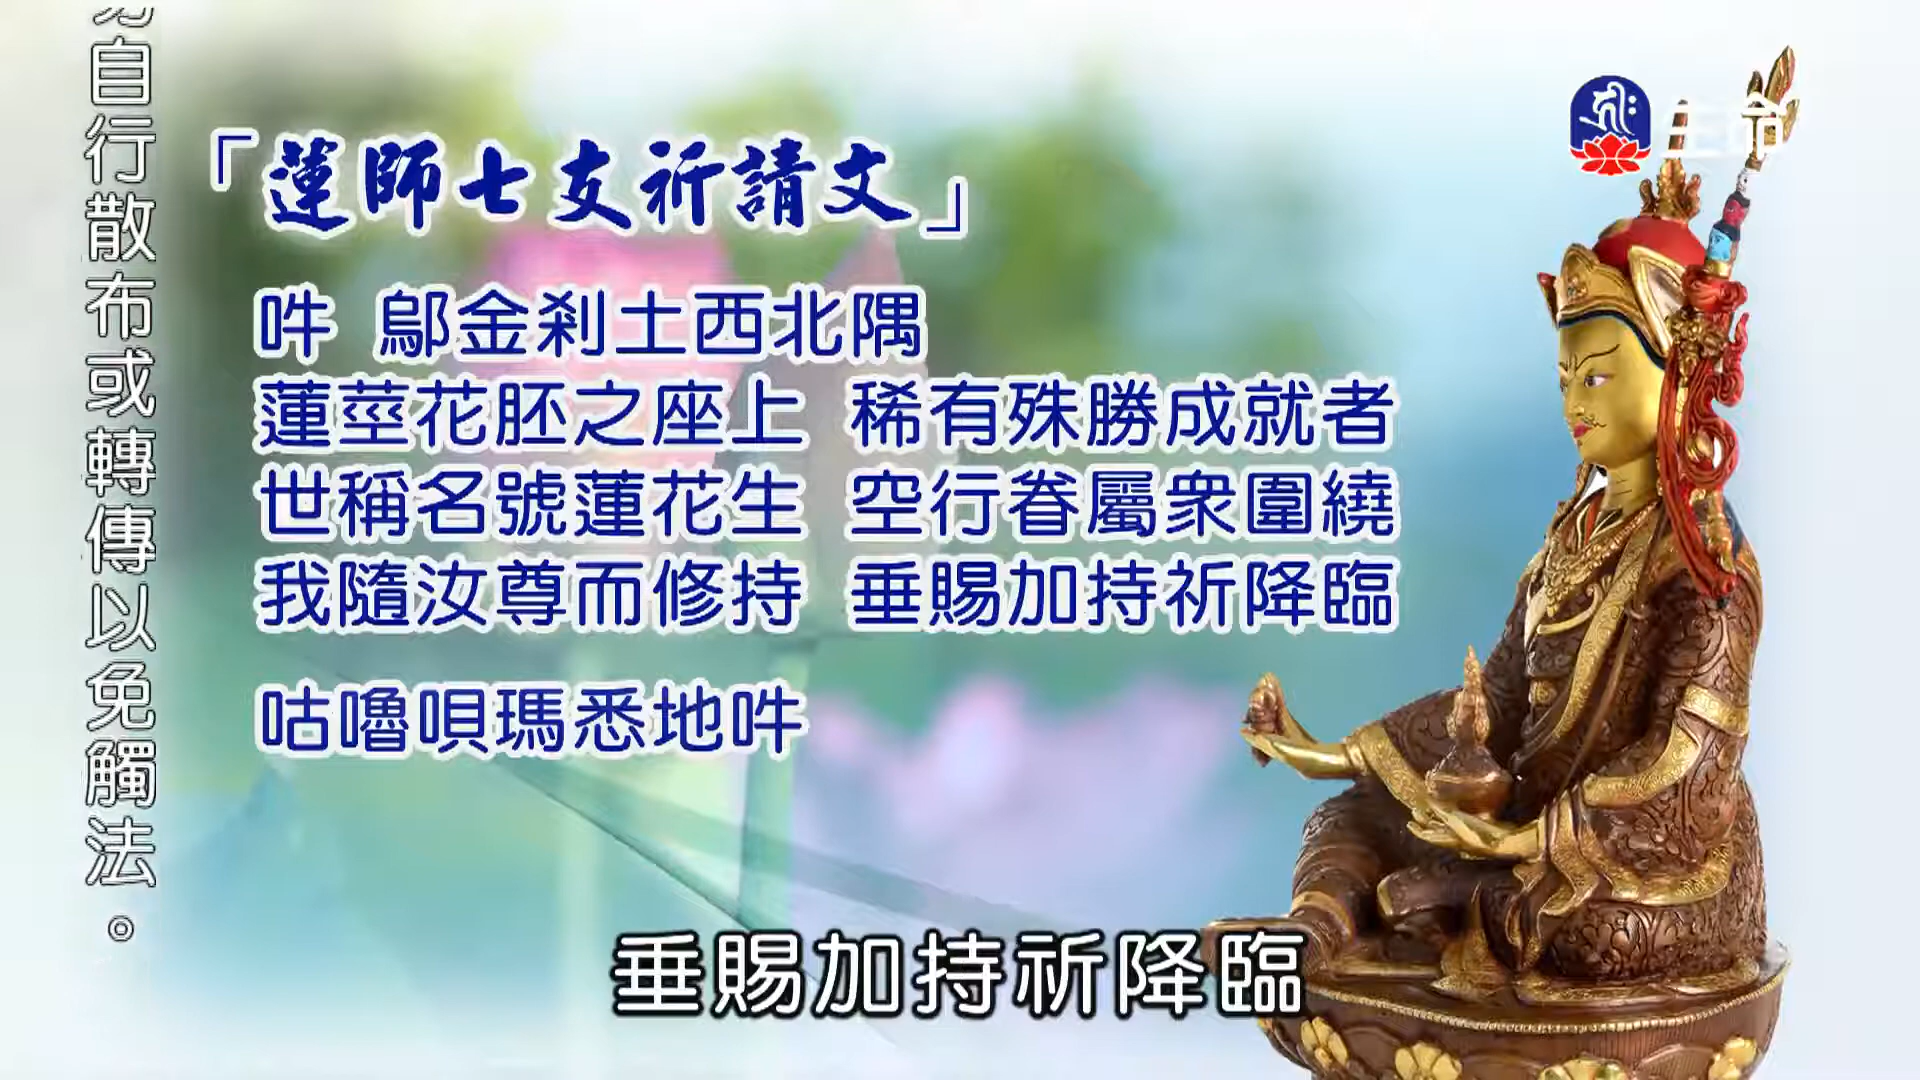 「蓮師七支祈請文」
吽 鄔金剎土西北隅
蓮莖花胚之座上 稀有殊勝成就者
世稱名號蓮花生 空行眷屬衆圍繞
我隨汝尊而修持 垂賜加持祈降臨
咕嚕唄瑪悉地吽
垂賜加持祈降臨
勿自行散布或轉傳以免觸法。
生命